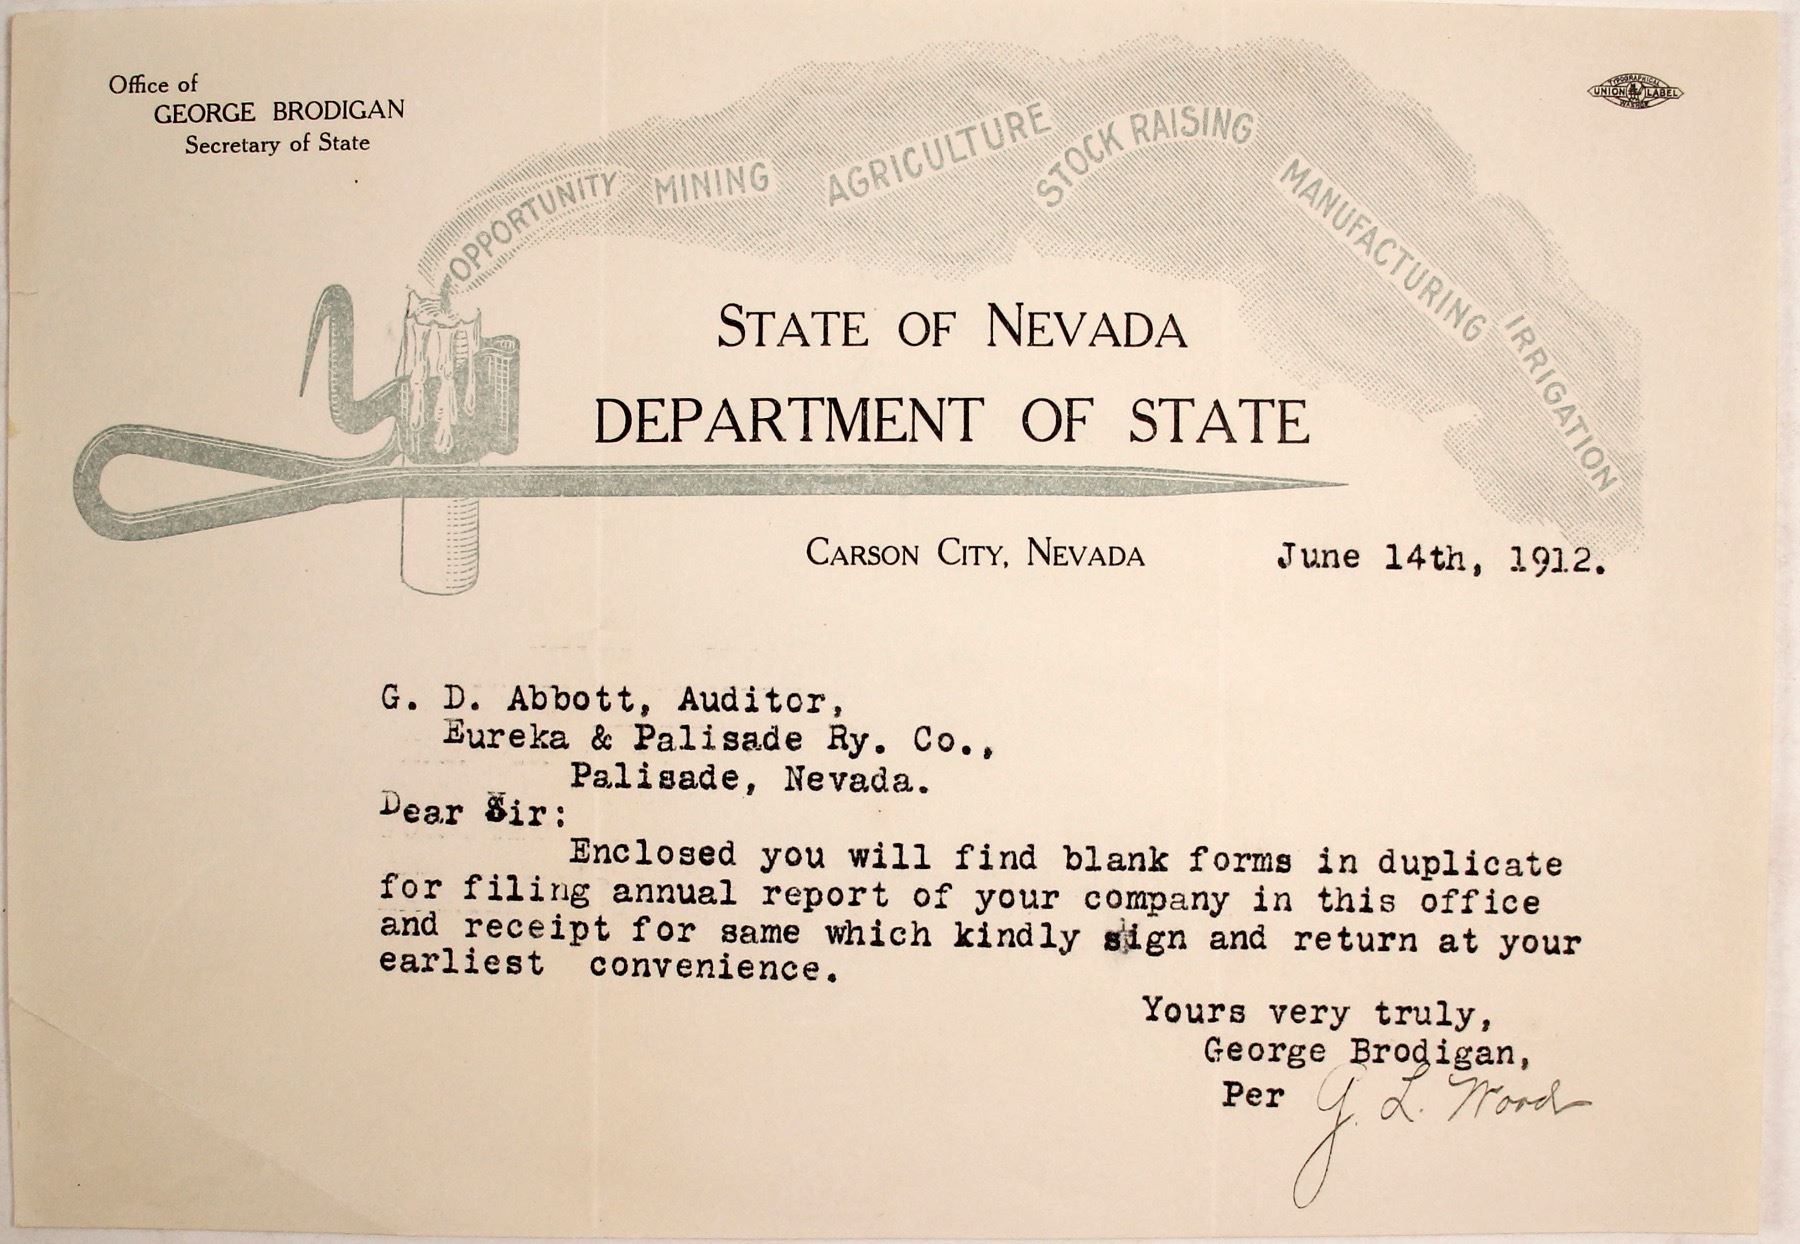 Office of
GEORGE BRODIGAN
Secretary of State
TYPOGRAPHICAL
UNION LABEL
OPPORTUNITY MINING AGRICULTURE STOCK RAISING MANUFACTURING IRRIGATION
STATE OF NEVADA
DEPARTMENT OF STATE
CARSON CITY, NEVADA June 14th, 1912.
G. D. Abbott, Auditor,
Eureka & Palisade Ry. Co.,
Palisade, Nevada.
Dear Sir:
Enclosed you will find blank forms in duplicate
for filing annual report of your company in this office
and receipt for same which kindly sign and return at your
earliest convenience.
Yours very truly,
George Brodigan,
Per G. L. Wood